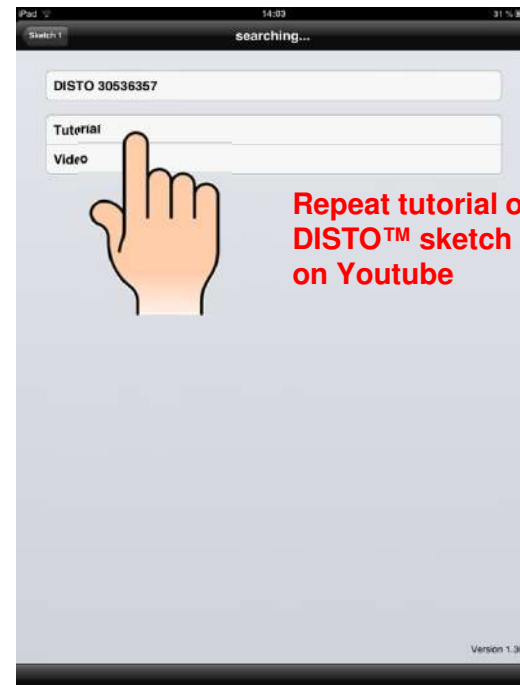 iPad 14:03 31 %
Sketch 1 searching...
DISTO 30536357
Tutorial
Video
Repeat tutorial o
DISTO™ sketch
on Youtube
Version 1.3